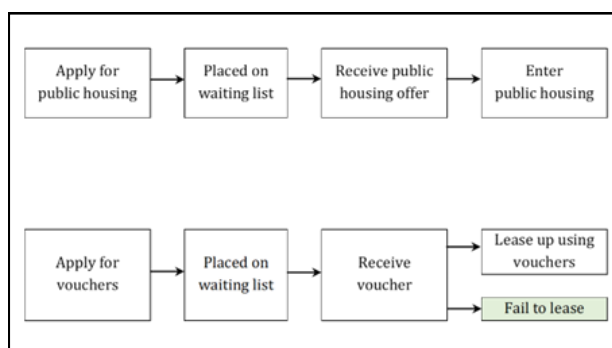 Apply for
public housing
Placed on
waiting list
Receive public
housing offer
Enter
public housing
Apply for
vouchers
Placed on
waiting list
Receive
voucher
Lease up using
vouchers
Fail to lease